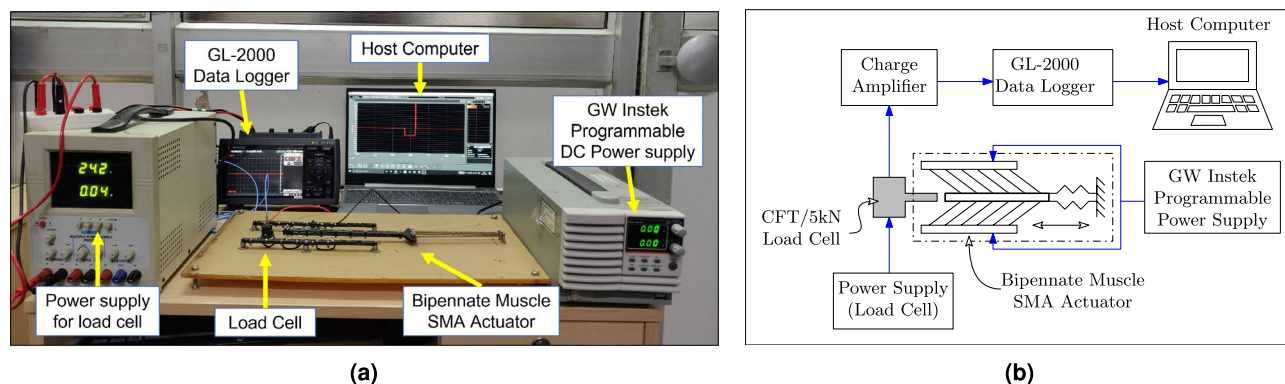 GL-2000
Data Logger
Host Computer
GW Instek
Programmable
DC Power supply
24.2
0.04
0.00
0.00
Power supply
for load cell
Load Cell
Bipennate Muscle
SMA Actuator
(a)
Host Computer
Charge
Amplifier
GL-2000
Data Logger
GW Instek
Programmable
Power Supply
CFT/5kN
Load Cell
Power Supply
(Load Cell)
Bipennate Muscle
SMA Actuator
(b)